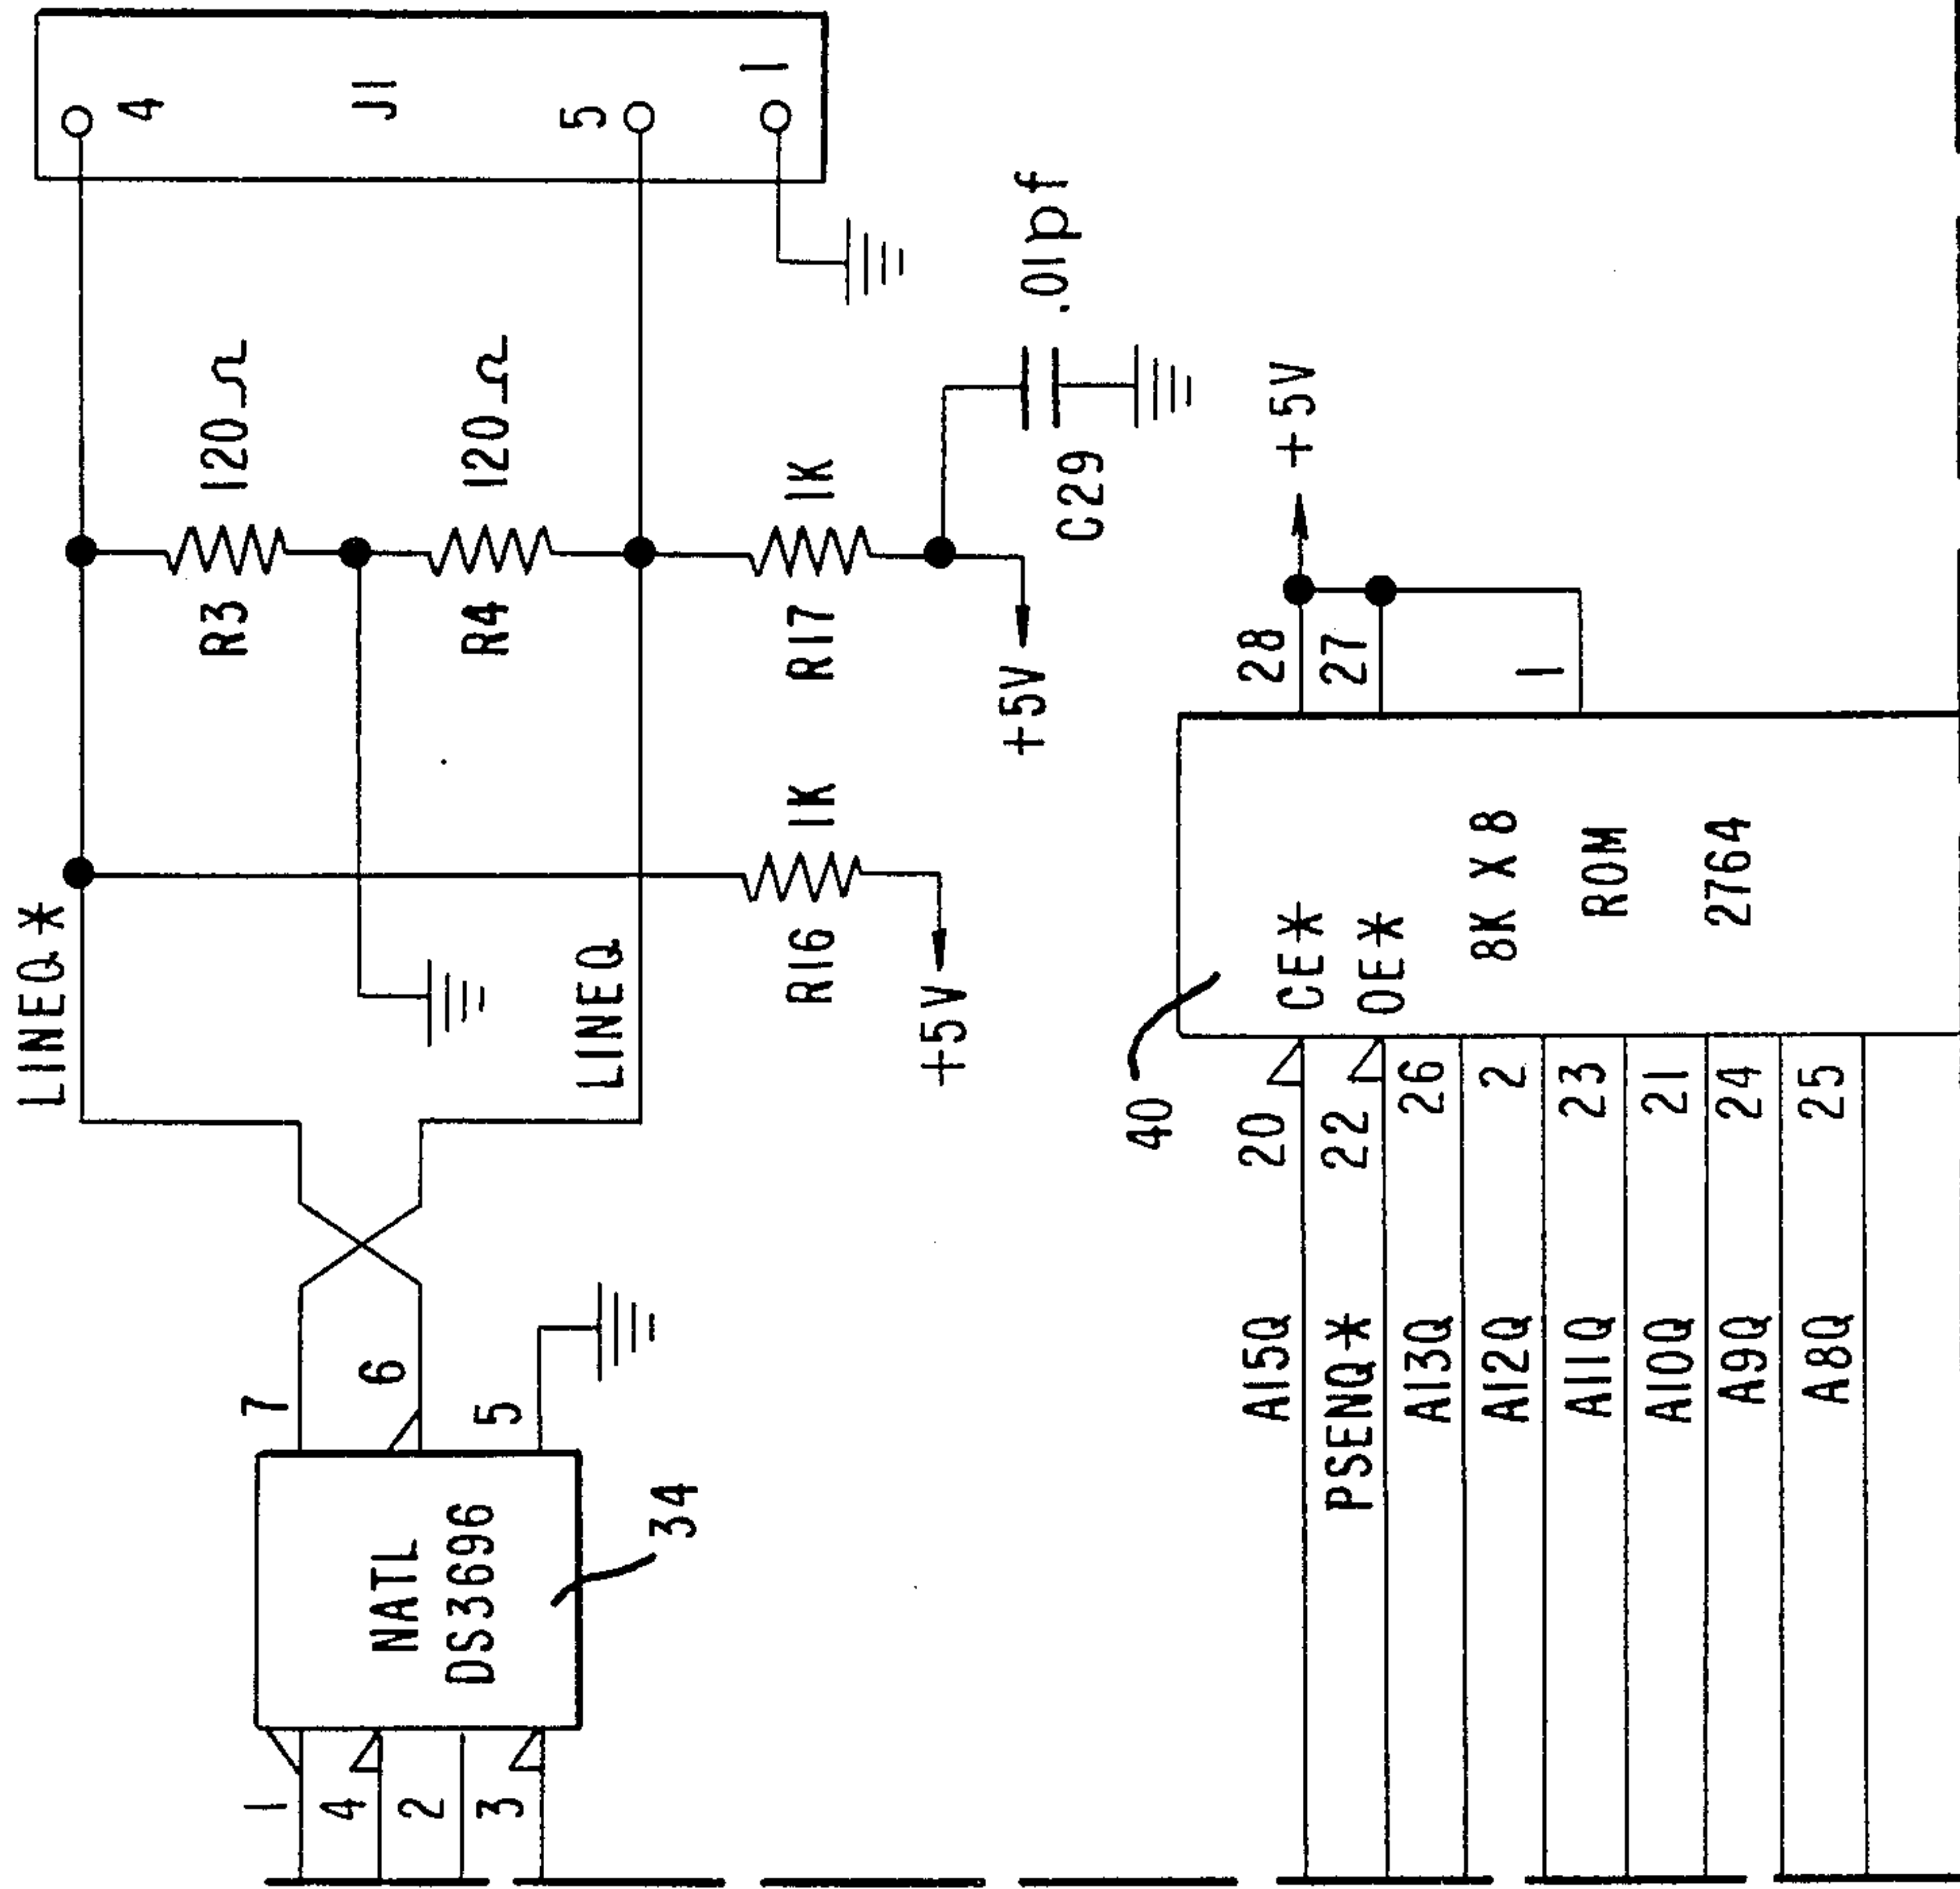 4
J1
5
1
LINEQ *
R3
120Ω
R4
120Ω
LINEQ
R16
1K
+5V
R17
1K
+5V
C29
.01pf
7
6
5
NATL
DS3696
34
1
4
2
3
40
+5V
28
27
1
CE*
OE*
8K X 8
ROM
2764
A15Q 20
PSENQ* 22
A13Q 26
A12Q 2
A11Q 23
A10Q 21
A9Q 24
A8Q 25